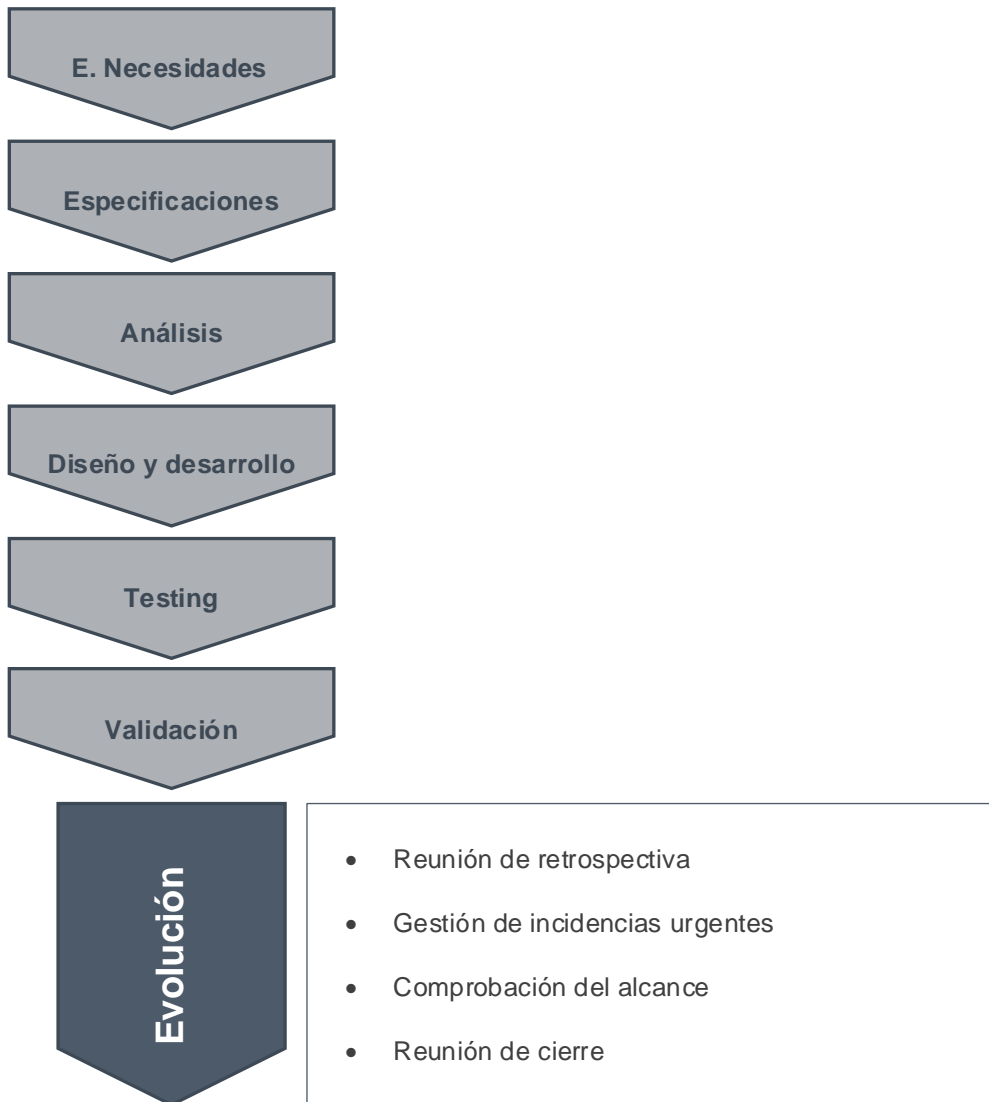 E. Necesidades
Especificaciones
Análisis
Diseño y desarrollo
Testing
Validación
Evolución
• Reunión de retrospectiva
• Gestión de incidencias urgentes
• Comprobación del alcance
• Reunión de cierre